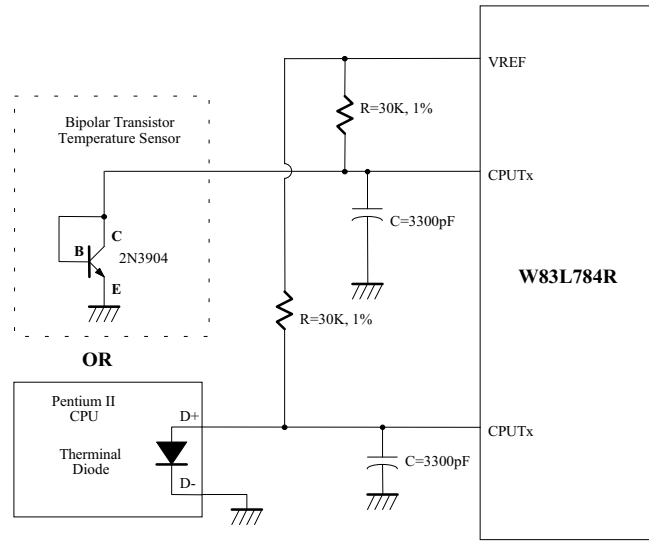 VREF
R=30K, 1%
Bipolar Transistor
Temperature Sensor
CPUTx
C=3300pF
C
B
2N3904
E
W83L784R
R=30K, 1%
OR
Pentium II
CPU
D+
CPUTx
Therminal
Diode
C=3300pF
D-